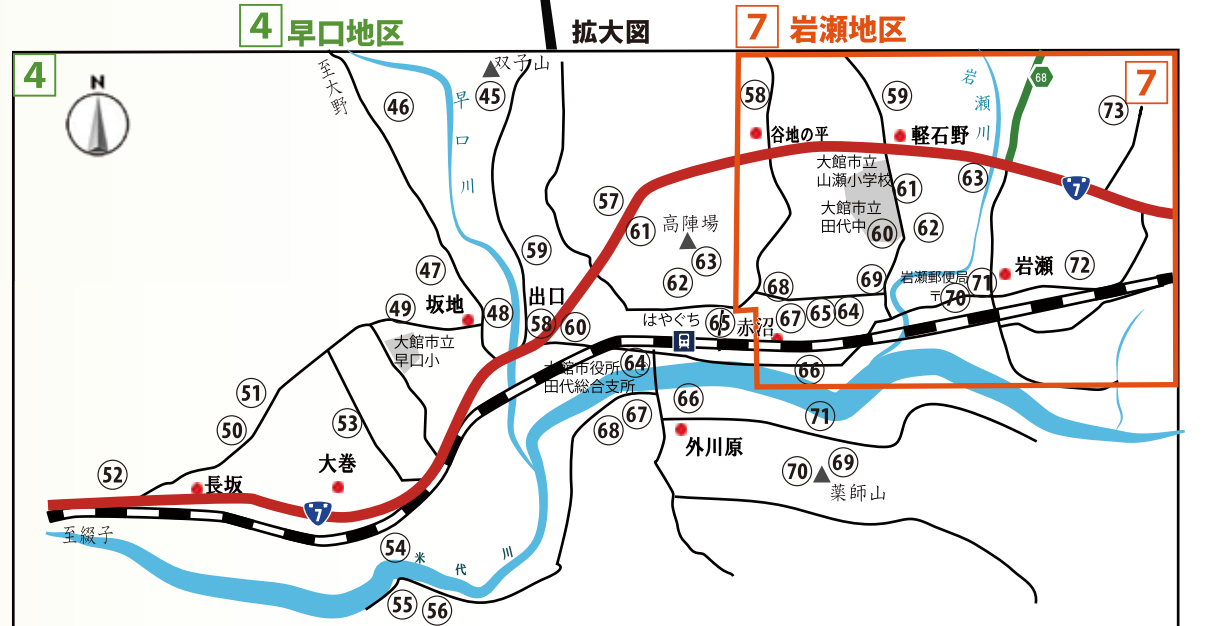 4 早口地区
拡大図
7 岩瀬地区
4
N
至大野
46
早口川
双子山
45
58
59
岩瀬川
68
7
73
谷地の平
軽石野
大館市立
山瀬小学校
61
63
7
大館市立
田代中
60
62
57
61
高陣場
63
62
59
47
49
坂地
48
出口
58
60
68
69
岩瀬郵便局
〒
70
71
岩瀬
72
はやぐち
65
赤沼
67
65
64
大館市立
早口小
大館市役所
田代総合支所
64
66
51
50
53
68
67
66
71
外川原
52
長坂
大巻
7
70
69
薬師山
至綴子
54
米代川
55
56